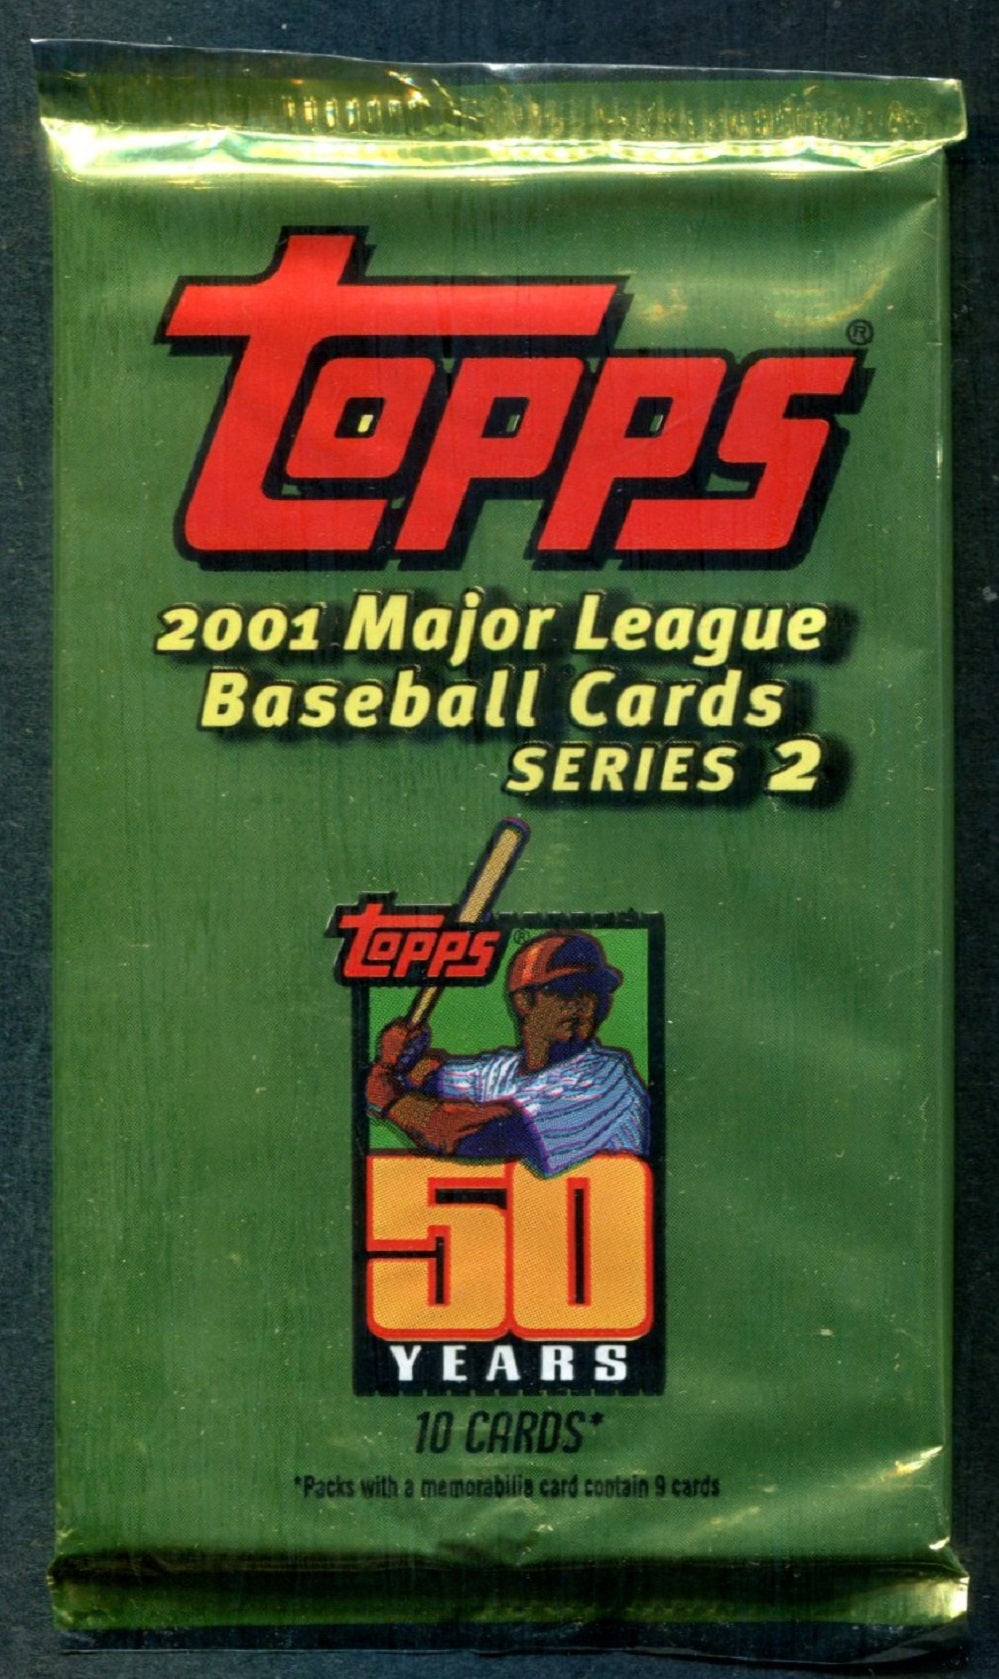 Topps®
2001 Major League
Baseball Cards
SERIES 2
Topps®
50
YEARS
10 CARDS*
*Packs with a memorabilia card contain 9 cards